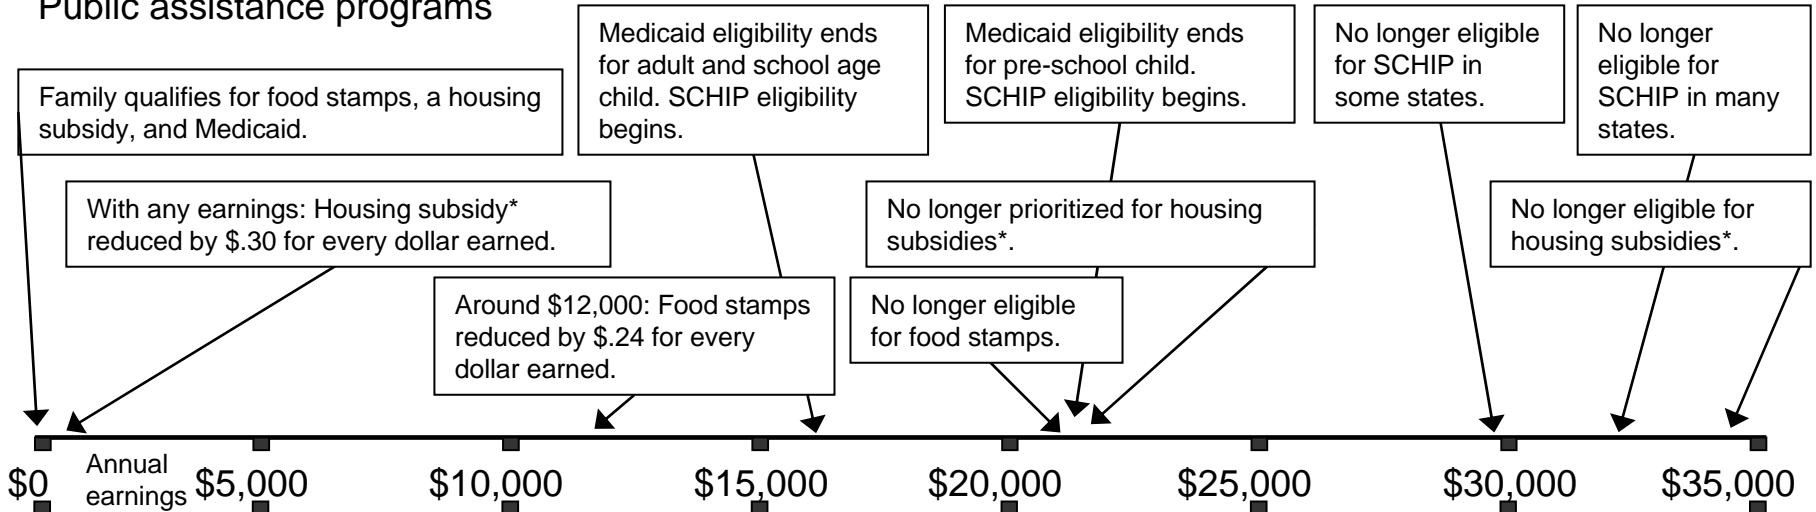 Public assistance programs
Family qualifies for food stamps, a housing
subsidy, and Medicaid.
With any earnings: Housing subsidy*
reduced by $.30 for every dollar earned.
Around $12,000: Food stamps
reduced by $.24 for every
dollar earned.
Medicaid eligibility ends
for adult and school age
child. SCHIP eligibility
begins.
Medicaid eligibility ends
for pre-school child.
SCHIP eligibility begins.
No longer prioritized for housing
subsidies*.
No longer eligible
for food stamps.
No longer eligible
for SCHIP in
some states.
No longer
eligible for
SCHIP in many
states.
No longer eligible for
housing subsidies*.
$0
Annual
earnings
$5,000
$10,000
$15,000
$20,000
$25,000
$30,000
$35,000